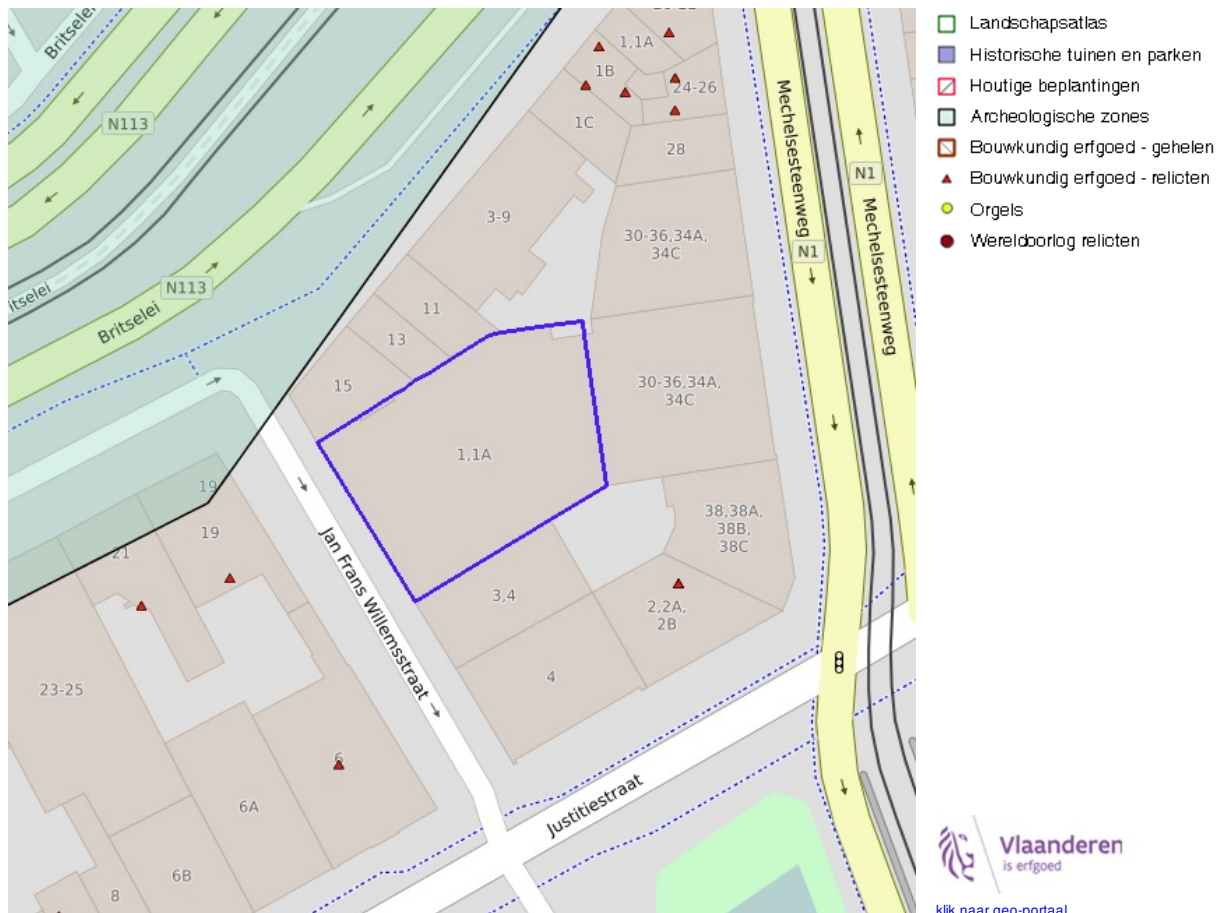 Britselei
N113
N113
Britselei
itselei
1,1A
1B
24-26
1C
28
3-9
30-36,34A,
34C
11
13
15
30-36,34A,
34C
1,1A
19
19
21
38,38A,
38B,
38C
3,4
2,2A,
2B
4
23-25
6
6A
6B
8
Jan Frans Willemsstraat
Justitiestraat
Mechelsesteenweg
N1
N1
Mechelsesteenweg
Landschapsatlas
Historische tuinen en parken
Houtige beplantingen
Archeologische zones
Bouwkundig erfgoed - gehelen
Bouwkundig erfgoed - relicten
Orgels
Wereldoorlog relicten
Vlaanderen
is erfgoed
klik naar geo-portaal